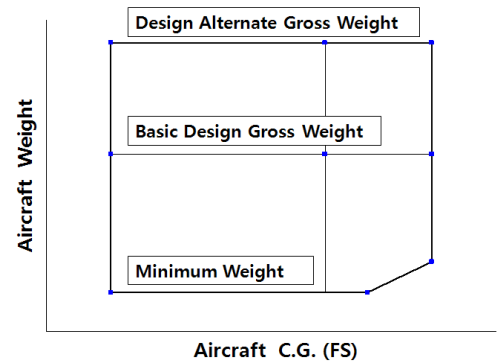 Design Alternate Gross Weight
Basic Design Gross Weight
Minimum Weight
Aircraft Weight
Aircraft C.G. (FS)